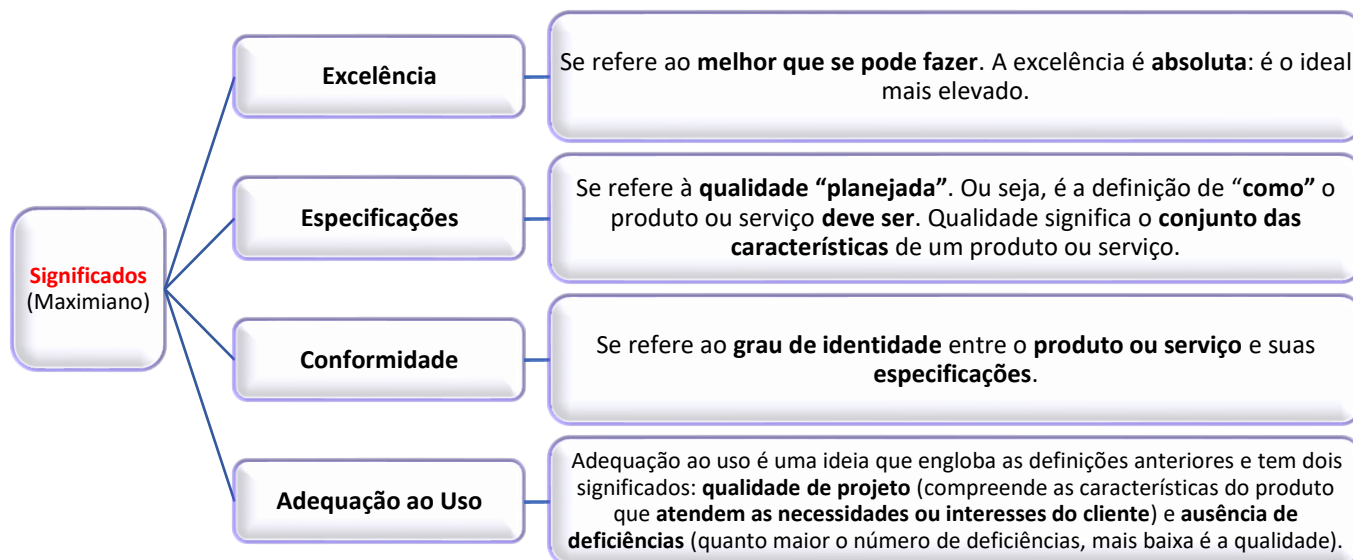 Significados
(Maximiano)
Excelência
Se refere ao melhor que se pode fazer. A excelência é absoluta: é o ideal
mais elevado.
Especificações
Se refere à qualidade “planejada”. Ou seja, é a definição de “como” o
produto ou serviço deve ser. Qualidade significa o conjunto das
características de um produto ou serviço.
Conformidade
Se refere ao grau de identidade entre o produto ou serviço e suas
especificações.
Adequação ao Uso
Adequação ao uso é uma ideia que engloba as definições anteriores e tem dois
significados: qualidade de projeto (compreende as características do produto
que atendem as necessidades ou interesses do cliente) e ausência de
deficiências (quanto maior o número de deficiências, mais baixa é a qualidade).